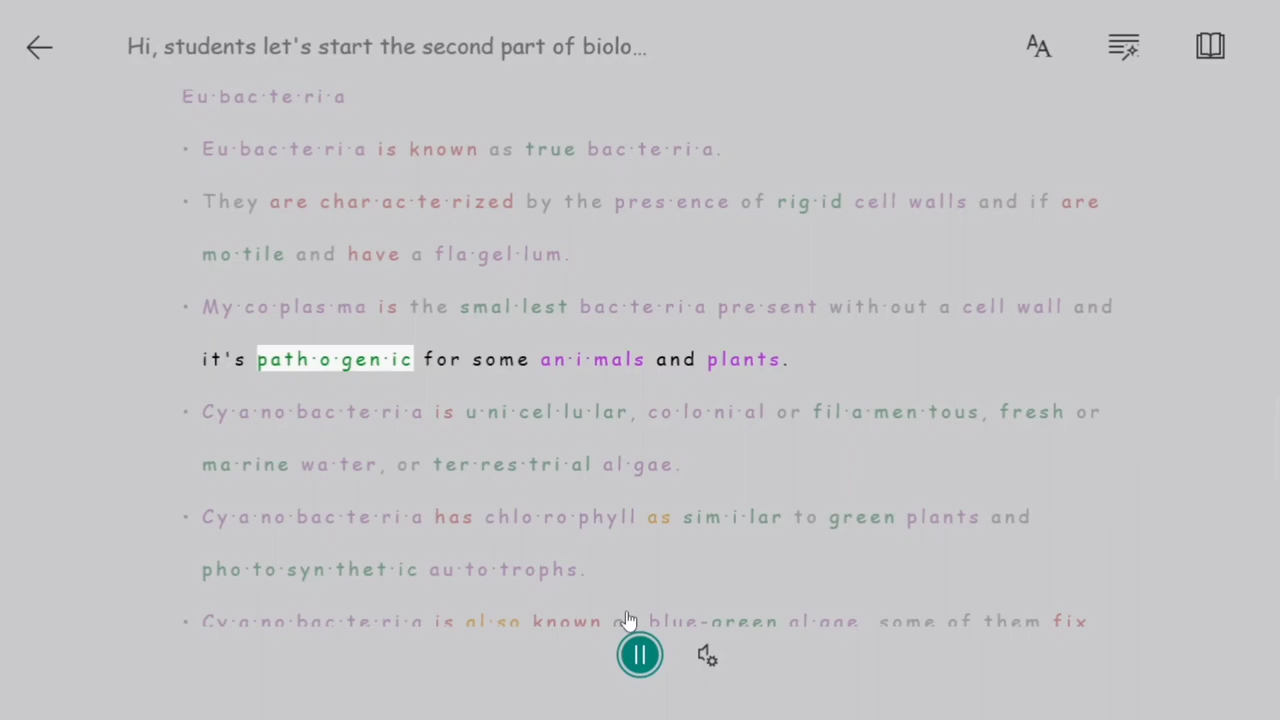 Hi, students let's start the second part of biolo...
Eu·bac·te·ri·a
• Eu·bac·te·ri·a is known as true bac·te·ri·a.
• They are char·ac·te·rized by the pres·ence of rig·id cell walls and if are
mo·tile and have a fla·gel·lum.
• My·co·plas·ma is the smal·lest bac·te·ri·a pre·sent with·out a cell wall and
it's path·o·gen·ic for some an·i·mals and plants.
• Cy·a·no·bac·te·ri·a is u·ni·cel·lu·lar, co·lo·ni·al or fil·a·men·tous, fresh or
ma·rine wa·ter, or ter·res·tri·al al·gae.
• Cy·a·no·bac·te·ri·a has chlo·ro·phyll as sim·i·lar to green plants and
pho·to·syn·thet·ic au·to·trophs.
• Cy·a·no·bac·te·ri·a is al·so known blue-green al·gae some of them fix